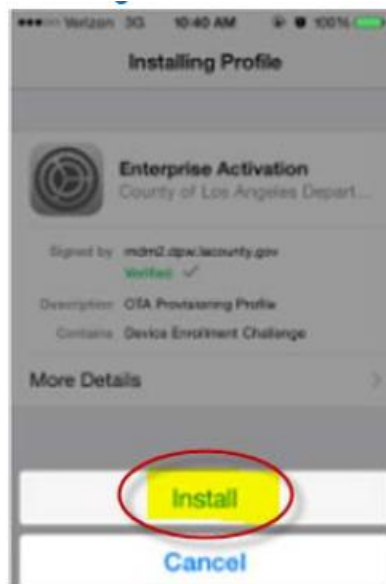 Verizon 3G 10:40 AM 100%
Installing Profile
Enterprise Activation
County of Los Angeles Depart...
Signed by mdm2.dpw.lacounty.gov
Verified ✓
Description OTA Provisioning Profile
Contains Device Enrollment Challenge
More Details
Install
Cancel